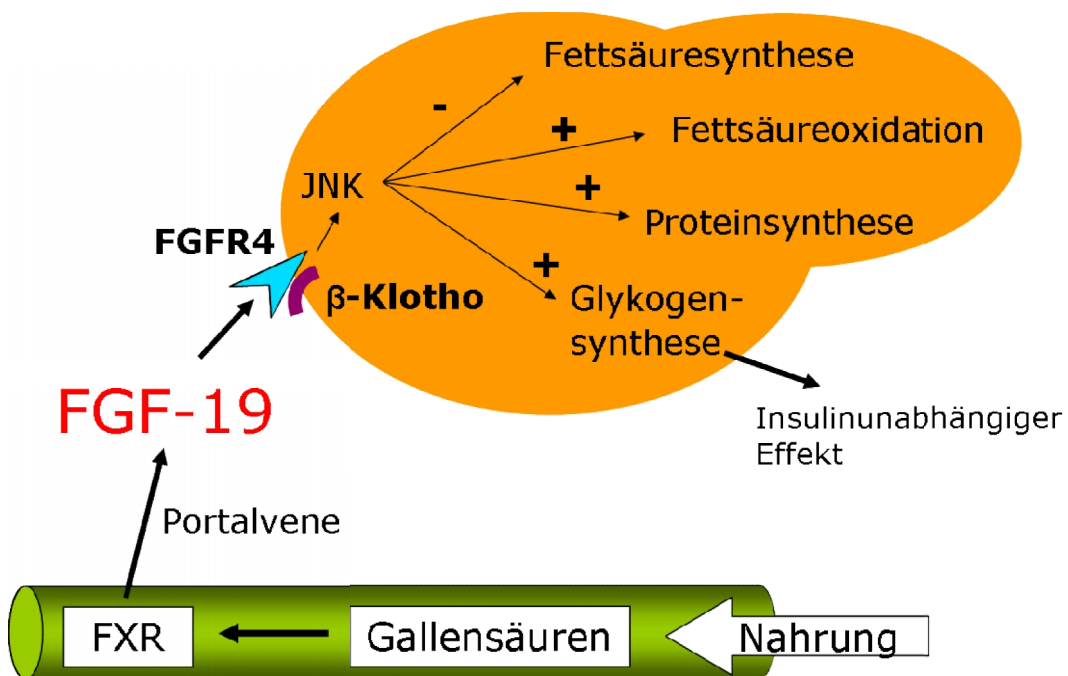 Fettsäuresynthese
-
+
Fettsäureoxidation
JNK
+
Proteinsynthese
FGFR4
+
β-Klotho
Glykogen-
synthese
FGF-19
Insulinunabhängiger
Effekt
Portalvene
FXR
Gallensäuren
Nahrung